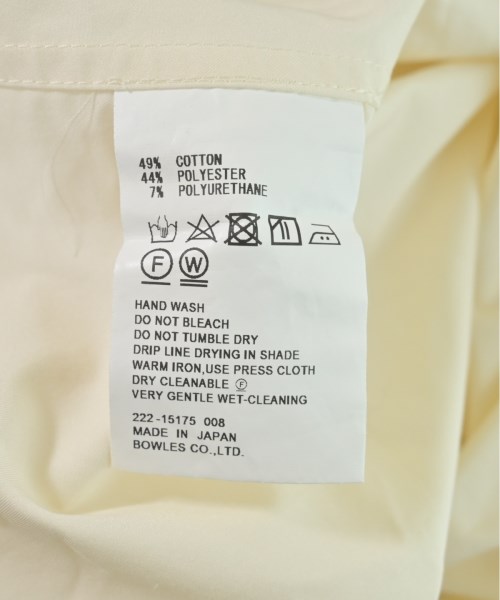 49% COTTON
44% POLYESTER
7% POLYURETHANE
F W
HAND WASH
DO NOT BLEACH
DO NOT TUMBLE DRY
DRIP LINE DRYING IN SHADE
WARM IRON,USE PRESS CLOTH
DRY CLEANABLE Ⓕ
VERY GENTLE WET-CLEANING
222-15175 008
MADE IN JAPAN
BOWLES CO.,LTD.